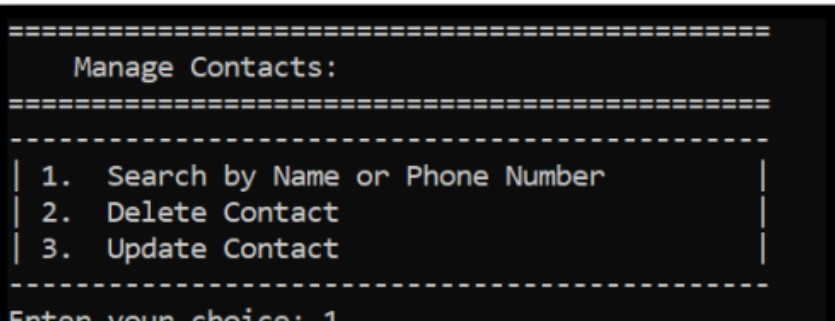 ==============================================
    Manage Contacts:
==============================================
----------------------------------------------
| 1.  Search by Name or Phone Number         |
| 2.  Delete Contact                         |
| 3.  Update Contact                         |
----------------------------------------------
Enter your choice: 1